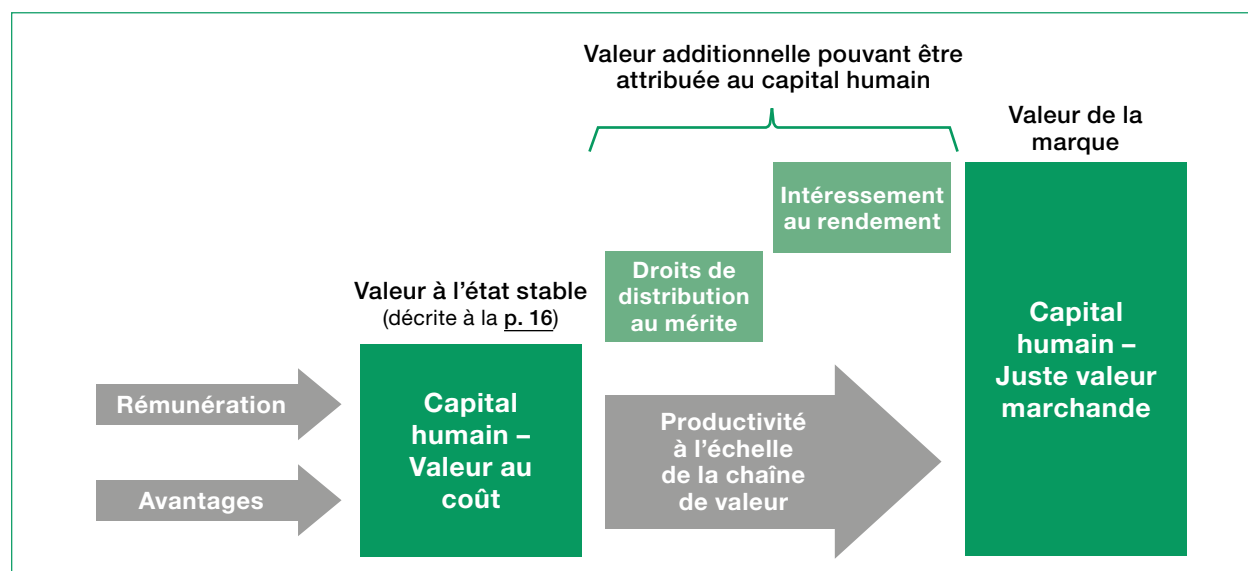 Valeur additionnelle pouvant être
attribuée au capital humain
Valeur de la
marque
Intéressement
au rendement
Droits de
distribution
au mérite
Valeur à l’état stable
(décrite à la p. 16)
Rémunération
Avantages
Capital
humain –
Valeur au
coût
Productivité
à l’échelle
de la chaîne
de valeur
Capital
humain –
Juste valeur
marchande